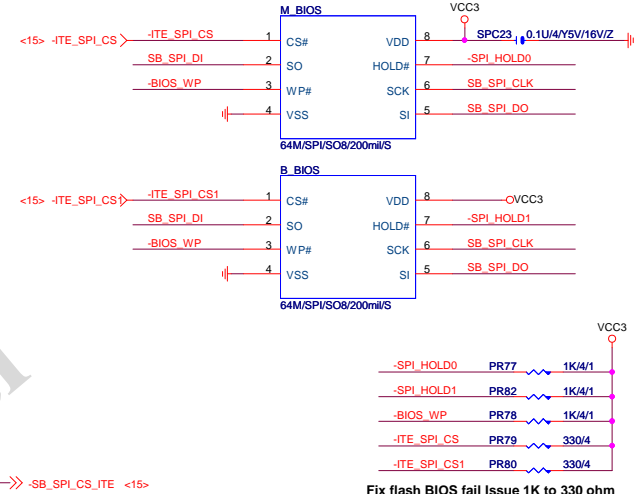 M_BIOS
VCC3
<15> -ITE_SPI_CS -ITE_SPI_CS 1 CS# VDD 8 SPC23 0.1U/4/Y5V/16V/Z
SB_SPI_DI 2 SO HOLD# 7 -SPI_HOLD0
-BIOS_WP 3 WP# SCK 6 SB_SPI_CLK
4 VSS SI 5 SB_SPI_DO
64M/SPI/SO8/200mil/S
B_BIOS
<15> -ITE_SPI_CS1 -ITE_SPI_CS1 1 CS# VDD 8 VCC3
SB_SPI_DI 2 SO HOLD# 7 -SPI_HOLD1
-BIOS_WP 3 WP# SCK 6 SB_SPI_CLK
4 VSS SI 5 SB_SPI_DO
64M/SPI/SO8/200mil/S
VCC3
-SPI_HOLD0 PR77 1K/4/1
-SPI_HOLD1 PR82 1K/4/1
-BIOS_WP PR78 1K/4/1
-ITE_SPI_CS PR79 330/4
-ITE_SPI_CS1 PR80 330/4
-SB_SPI_CS_ITE <15>
Fix flash BIOS fail Issue 1K to 330 ohm